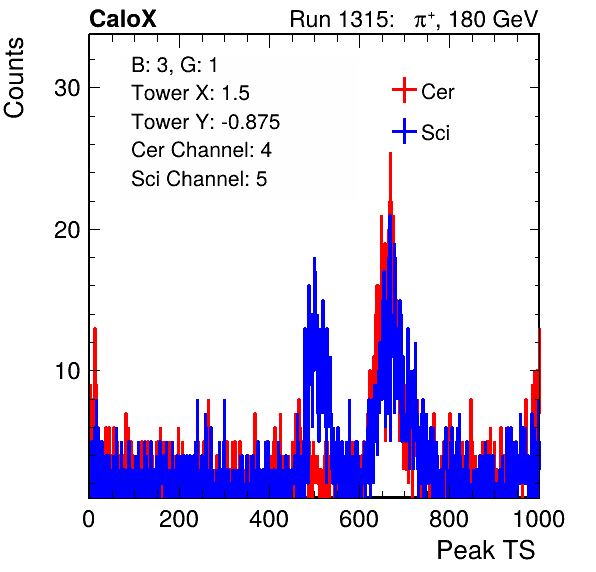 CaloX Run 1315: π⁺, 180 GeV
Counts
B: 3, G: 1
Tower X: 1.5
Tower Y: -0.875
Cer Channel: 4
Sci Channel: 5
Cer
Sci
30
20
10
0 200 400 600 800 1000
Peak TS